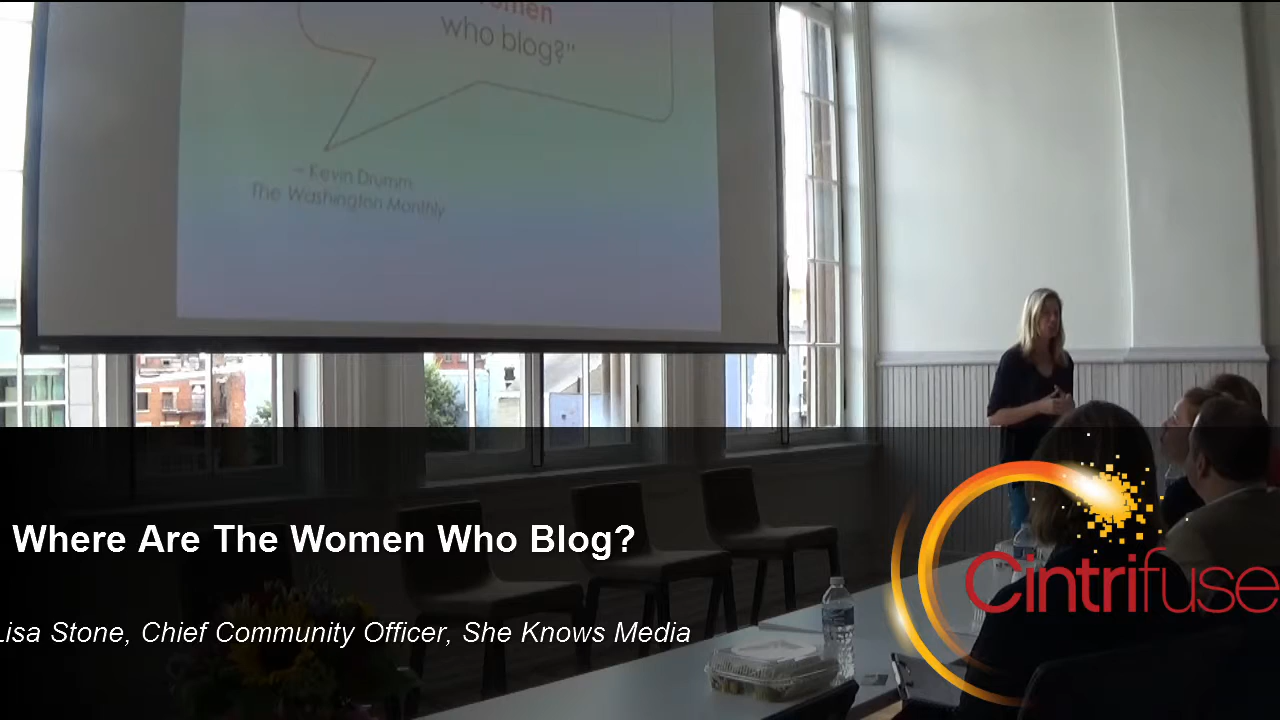 who blog?"
– Kevin Drumm
The Washington Monthly
Where Are The Women Who Blog?
Lisa Stone, Chief Community Officer, She Knows Media
Cintrifuse